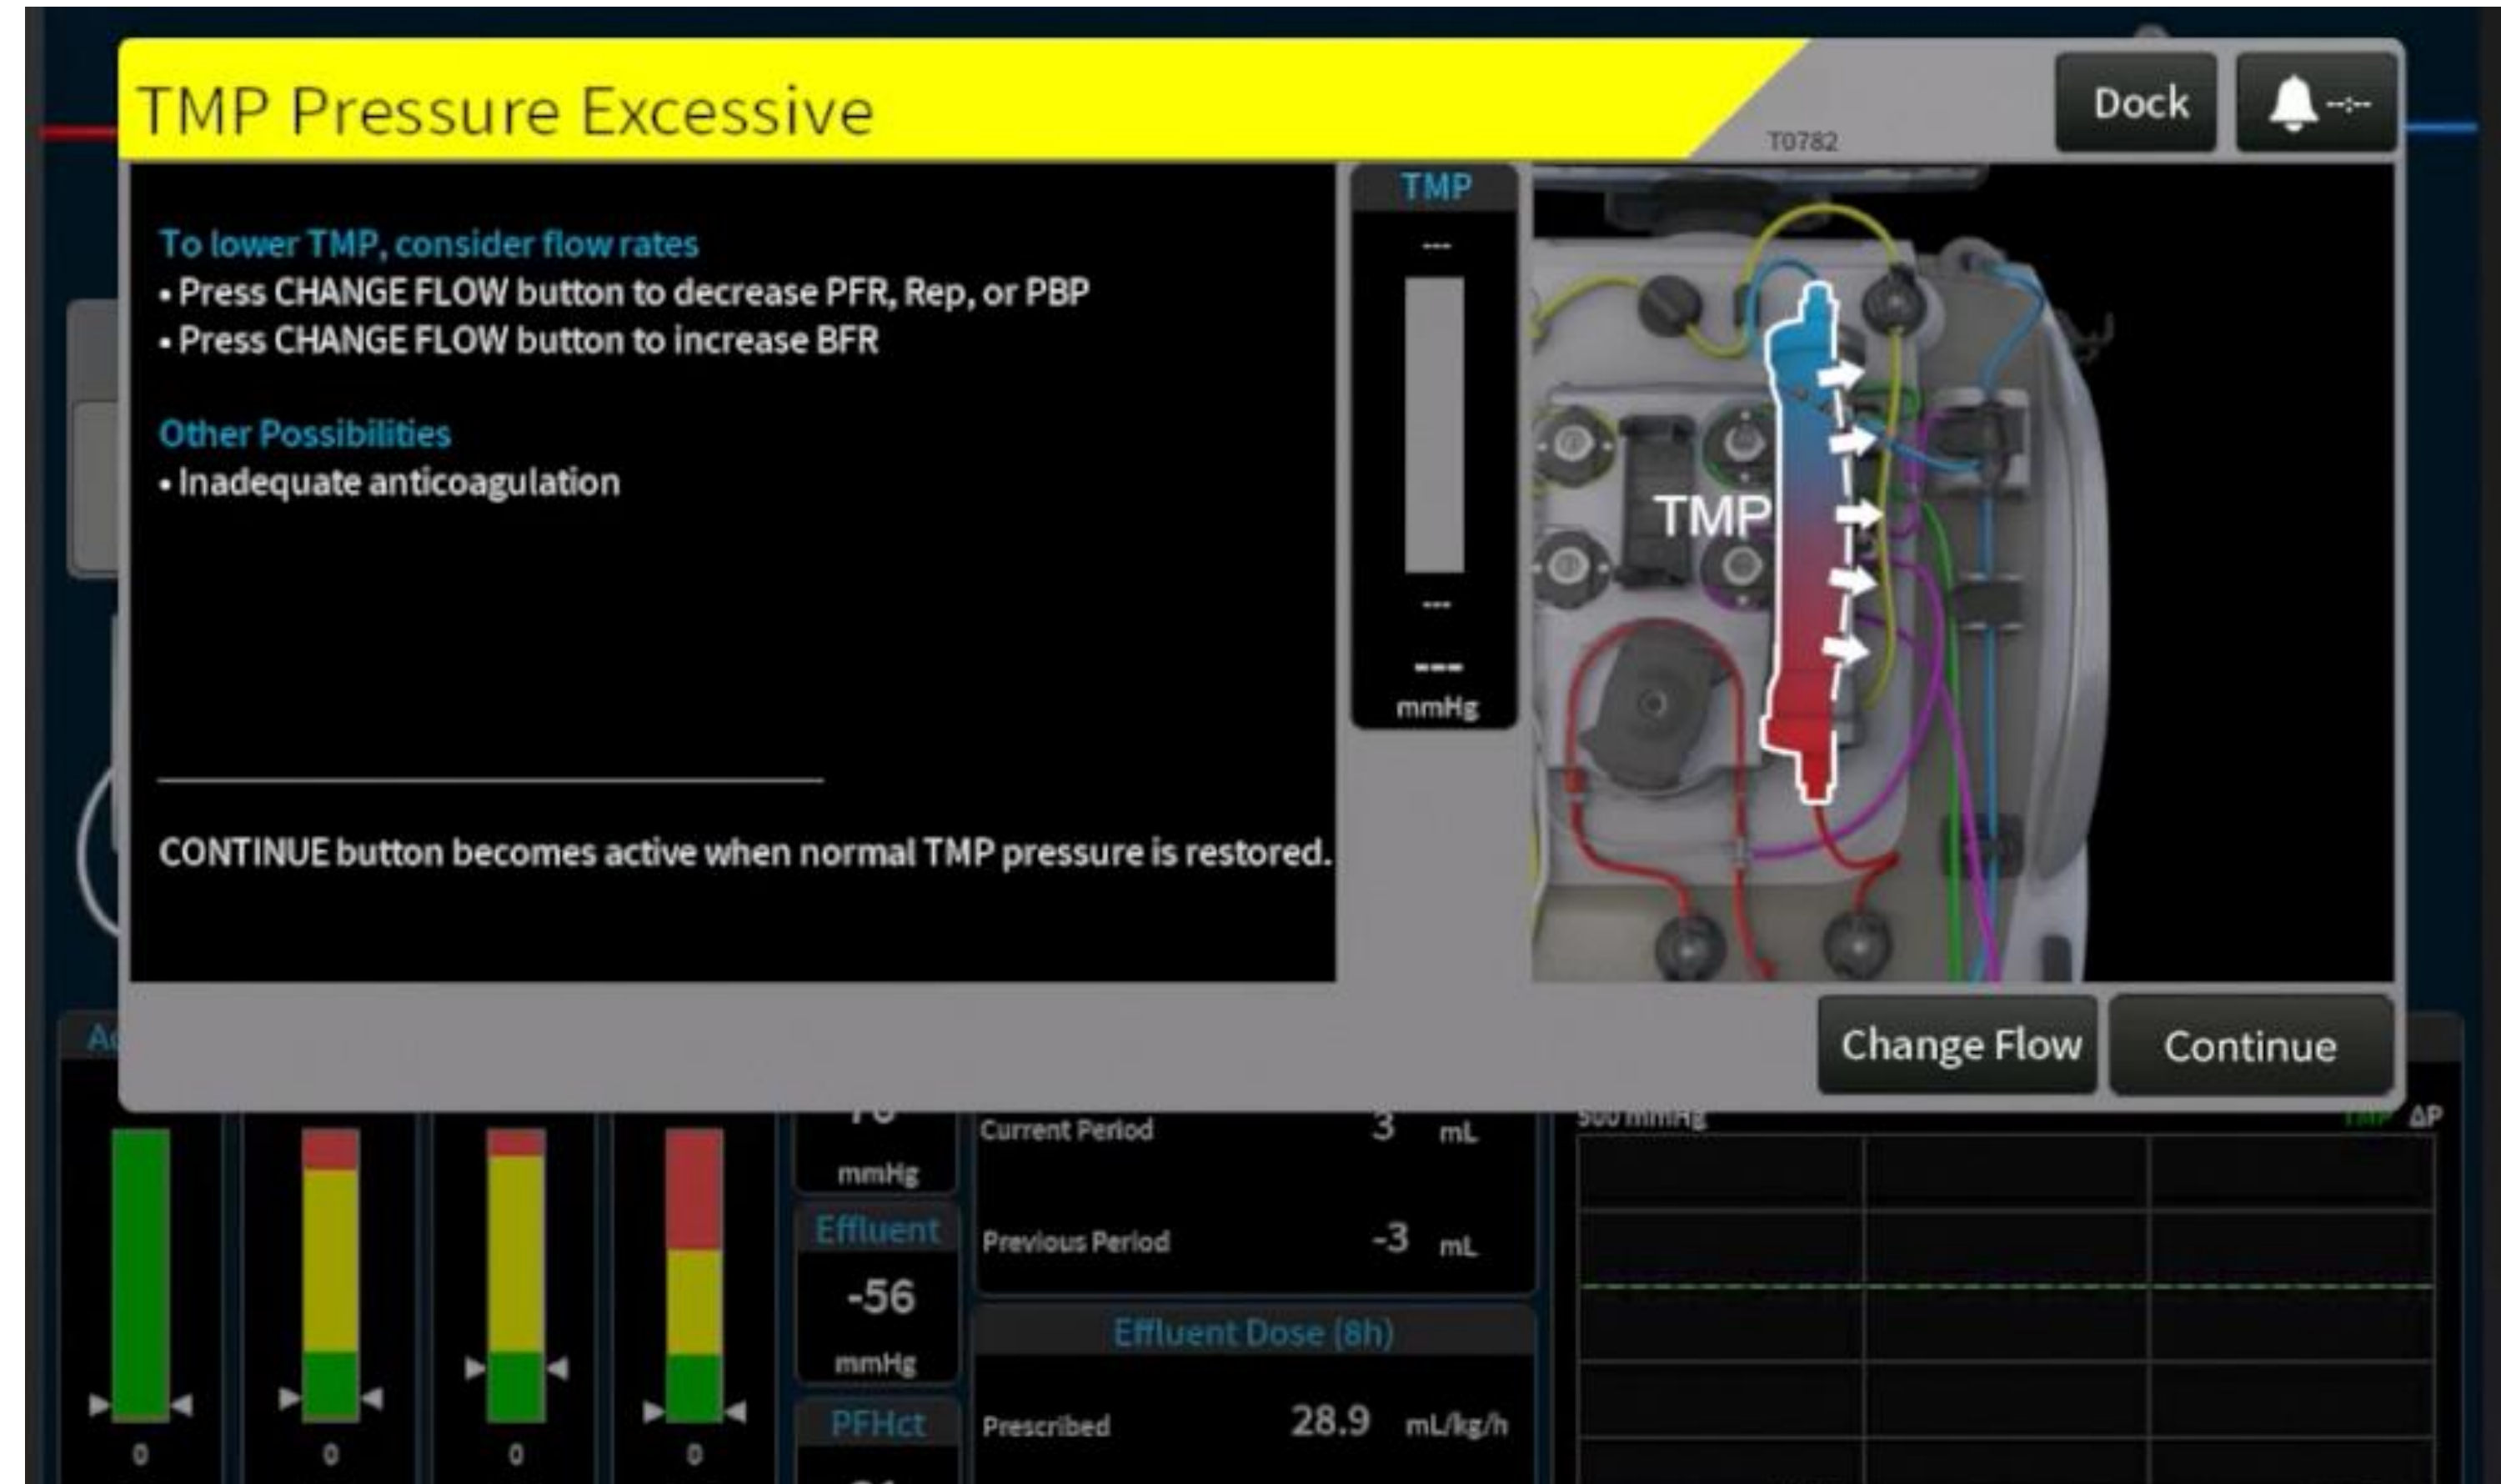 TMP Pressure Excessive
T0782
Dock
--:--
To lower TMP, consider flow rates
• Press CHANGE FLOW button to decrease PFR, Rep, or PBP
• Press CHANGE FLOW button to increase BFR
Other Possibilities
• Inadequate anticoagulation
CONTINUE button becomes active when normal TMP pressure is restored.
TMP
---
---
---
mmHg
TMP
Change Flow
Continue
0
0
0
0
mmHg
Effluent
-56
mmHg
PFHct
Current Period 3 mL
Previous Period -3 mL
Effluent Dose (8h)
Prescribed 28.9 mL/kg/h
500 mmHg
TMP ΔP